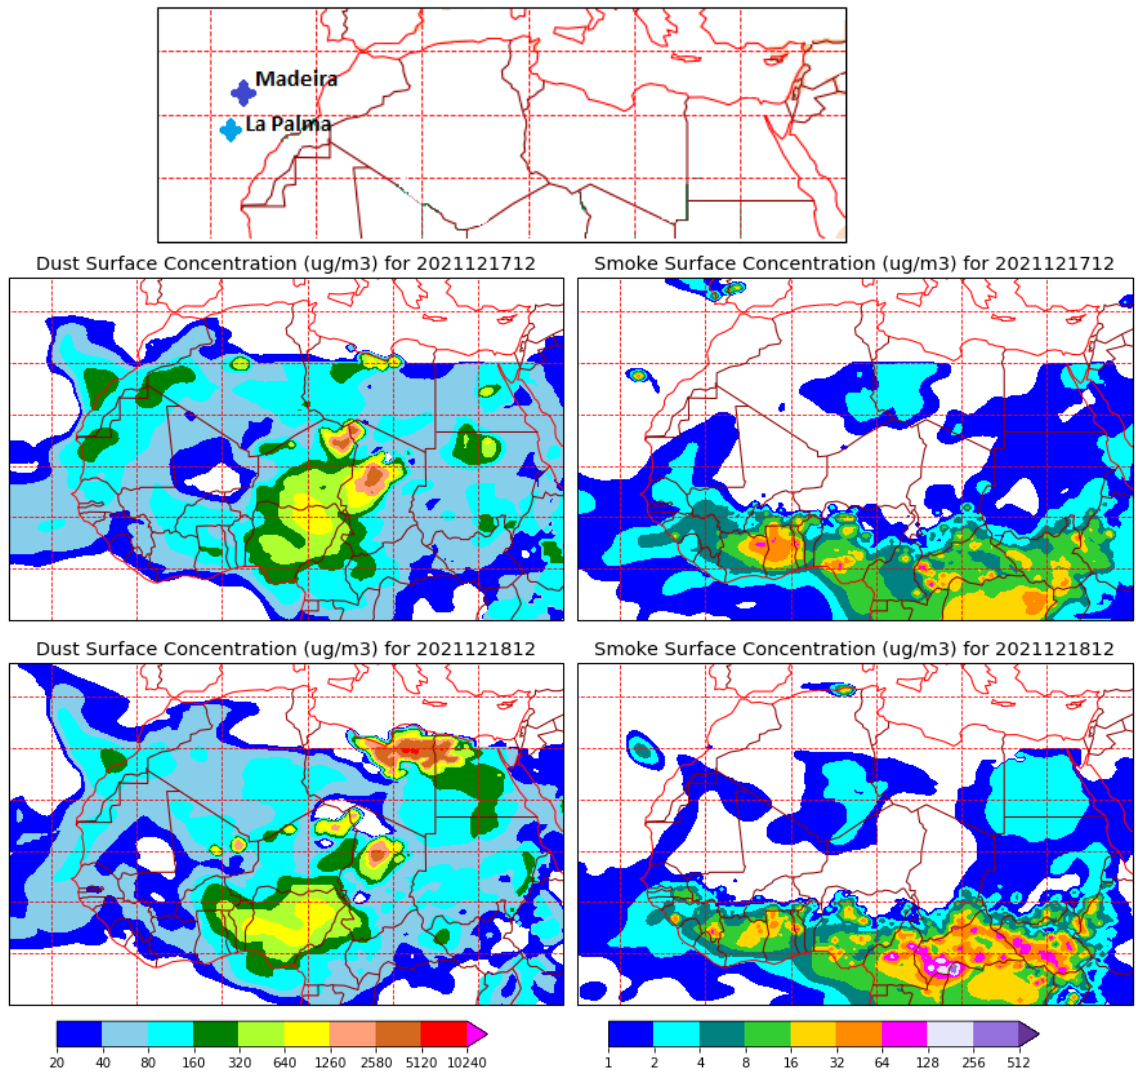 Madeira
La Palma
Dust Surface Concentration (ug/m3) for 2021121712
Smoke Surface Concentration (ug/m3) for 2021121712
Dust Surface Concentration (ug/m3) for 2021121812
Smoke Surface Concentration (ug/m3) for 2021121812
20 40 80 160 320 640 1260 2580 5120 10240
1 2 4 8 16 32 64 128 256 512